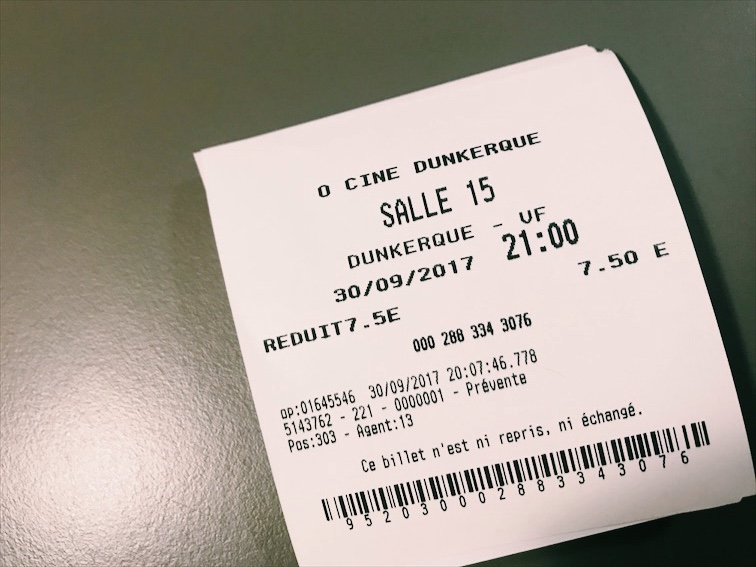 O CINE DUNKERQUE
SALLE 15
DUNKERQUE - VF
30/09/2017 21:00
REDUIT7.5E 7.50 E
000 288 334 3076
op:01645546 30/09/2017 20:07:46.778
5143762 - 221 - 0000001 - Prévente
Pos:303 - Agent:13
Ce billet n'est ni repris, ni échangé.
952030002883343076